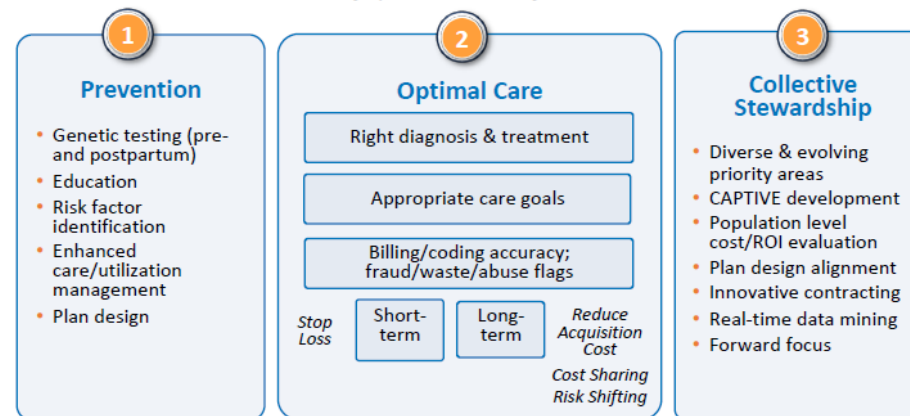 1
Prevention
• Genetic testing (pre-
and postpartum)
• Education
• Risk factor
identification
• Enhanced
care/utilization
management
• Plan design
2
Optimal Care
Right diagnosis & treatment
Appropriate care goals
Billing/coding accuracy;
fraud/waste/abuse flags
Stop
Loss
Short-
term
Long-
term
Reduce
Acquisition
Cost
Cost Sharing
Risk Shifting
3
Collective
Stewardship
• Diverse & evolving
priority areas
• CAPTIVE development
• Population level
cost/ROI evaluation
• Plan design alignment
• Innovative contracting
• Real-time data mining
• Forward focus